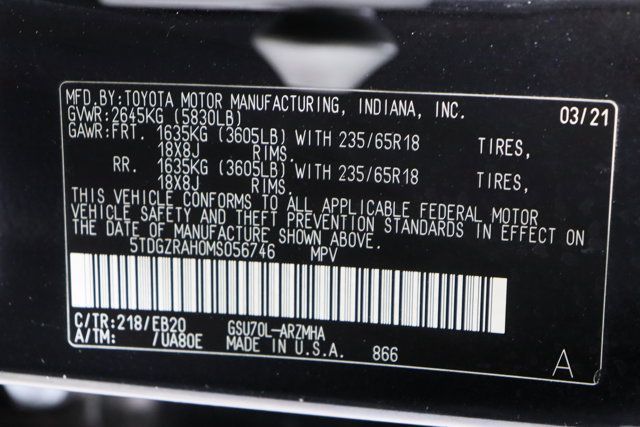 MFD.BY:TOYOTA MOTOR MANUFACTURING, INDIANA, INC. 03/21
GVWR:2645KG (5830LB)
GAWR:FRT. 1635KG (3605LB) WITH 235/65R18 TIRES,
18X8J RIMS.
RR. 1635KG (3605LB) WITH 235/65R18 TIRES,
18X8J RIMS.
THIS VEHICLE CONFORMS TO ALL APPLICABLE FEDERAL MOTOR
VEHICLE SAFETY AND THEFT PREVENTION STANDARDS IN EFFECT ON
THE DATE OF MANUFACTURE SHOWN ABOVE.
5TDGZRAH0MS056746 MPV
C/TR:218/EB20 GSU70L-ARZMHA
A/TM: /UA80E MADE IN U.S.A. 866 A